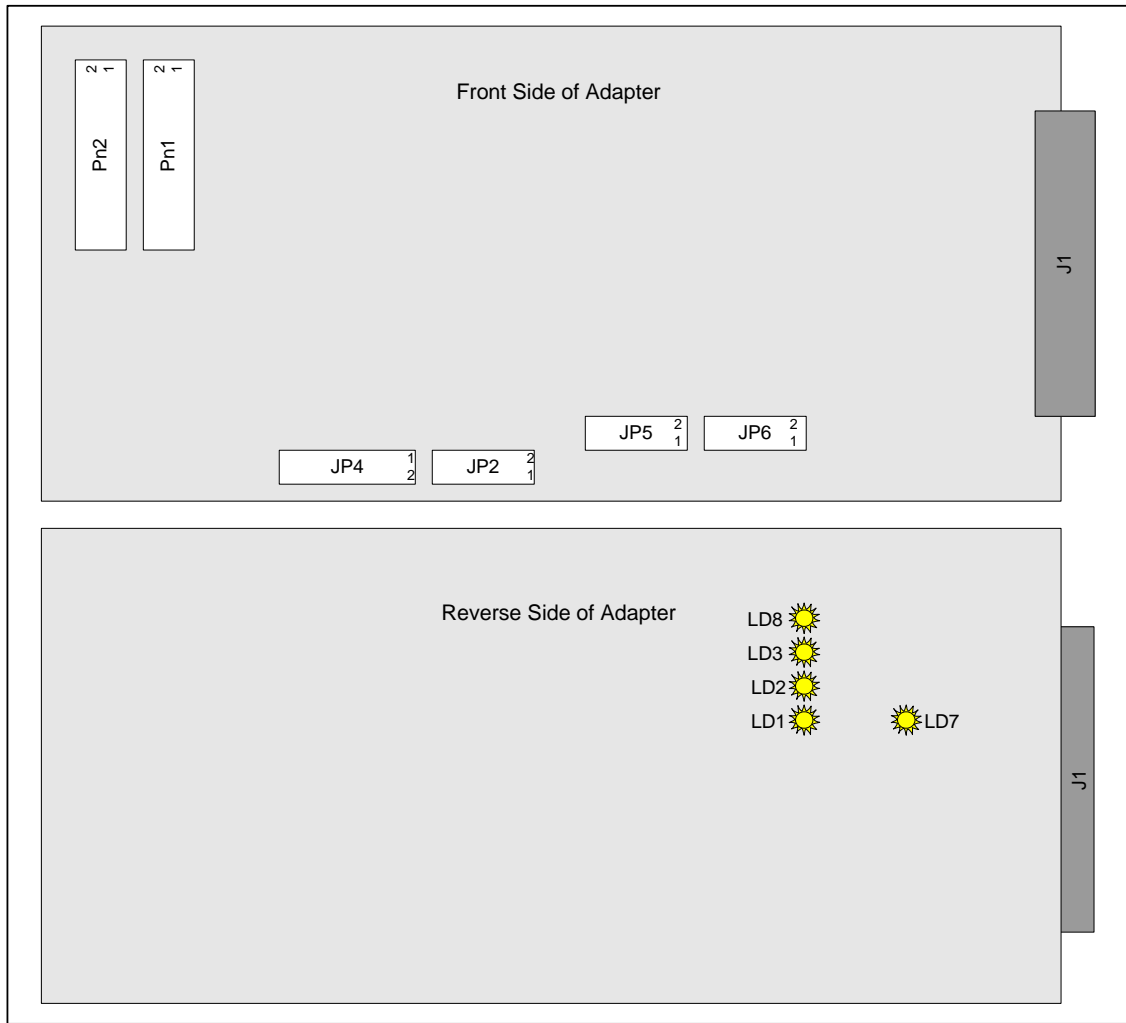 2 1
2 1
Front Side of Adapter
Pn2
Pn1
J1
JP5
2
1
JP6
2
1
JP4
1
2
JP2
2
1
Reverse Side of Adapter
LD8
LD3
LD2
LD1
LD7
J1